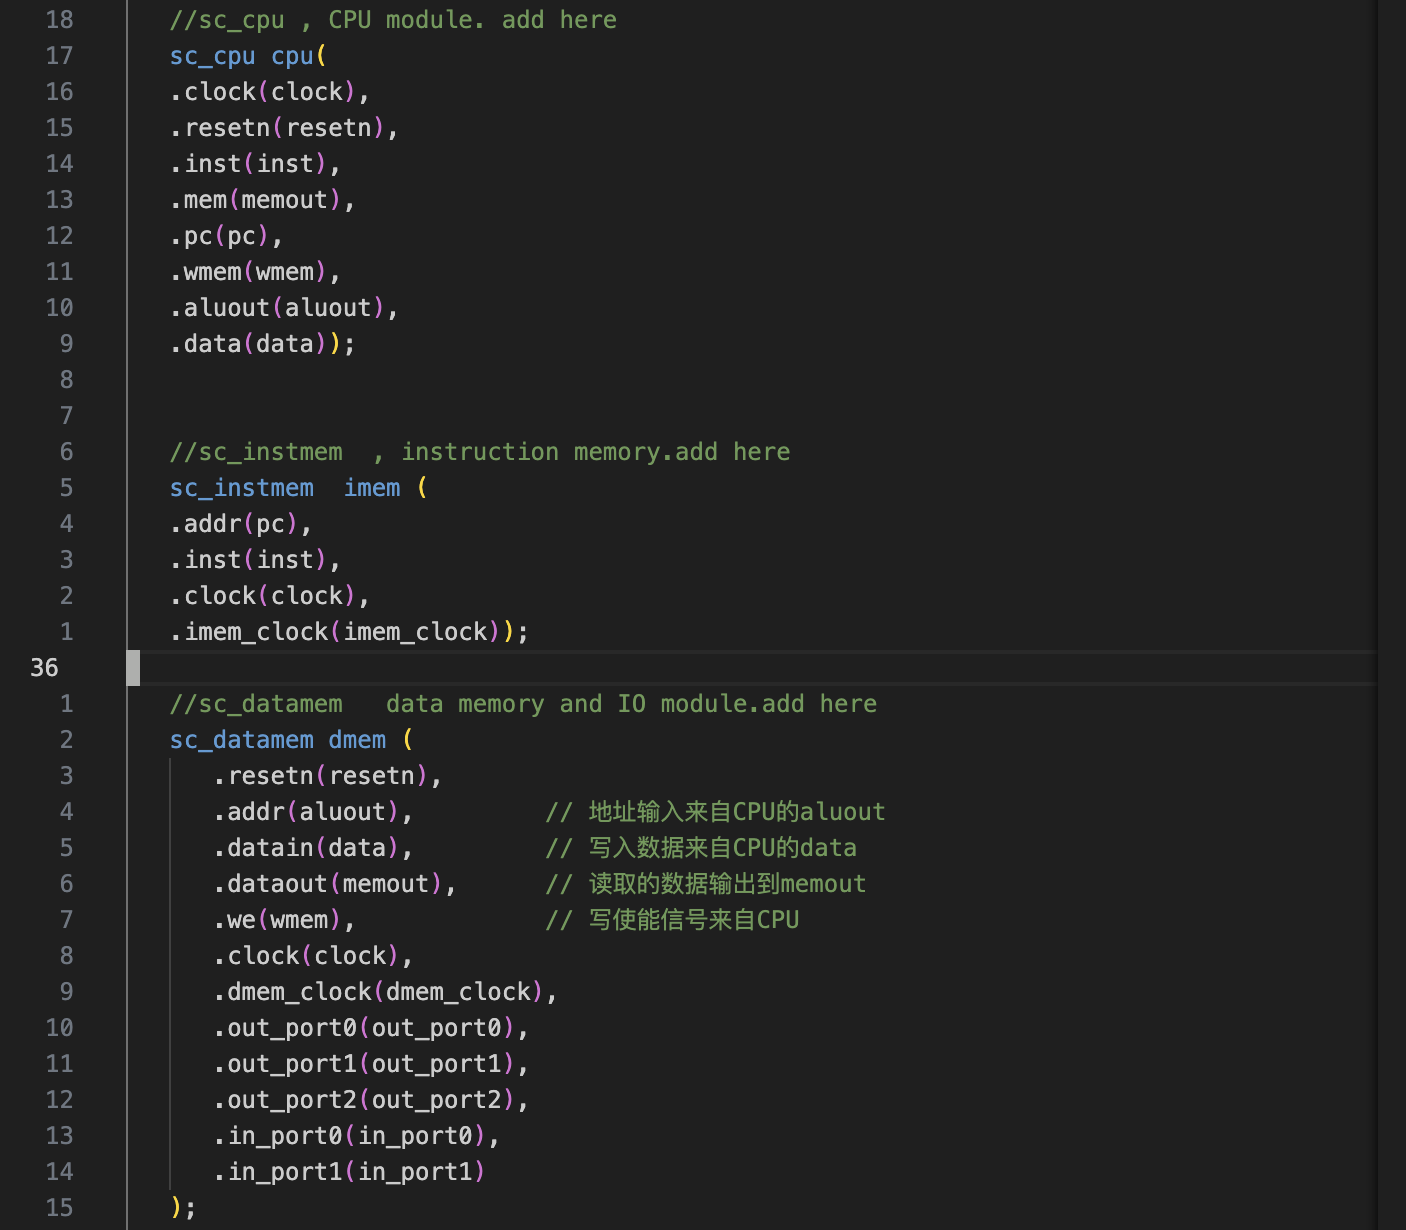 18 //sc_cpu , CPU module. add here
17 sc_cpu cpu(
16 .clock(clock),
15 .resetn(resetn),
14 .inst(inst),
13 .mem(memout),
12 .pc(pc),
11 .wmem(wmem),
10 .aluout(aluout),
9 .data(data));
8
7
6 //sc_instmem  , instruction memory.add here
5 sc_instmem  imem (
4 .addr(pc),
3 .inst(inst),
2 .clock(clock),
1 .imem_clock(imem_clock));
36
1 //sc_datamem   data memory and IO module.add here
2 sc_datamem dmem (
3 .resetn(resetn),
4 .addr(aluout),         // 地址输入来自CPU的aluout
5 .datain(data),         // 写入数据来自CPU的data
6 .dataout(memout),      // 读取的数据输出到memout
7 .we(wmem),             // 写使能信号来自CPU
8 .clock(clock),
9 .dmem_clock(dmem_clock),
10 .out_port0(out_port0),
11 .out_port1(out_port1),
12 .out_port2(out_port2),
13 .in_port0(in_port0),
14 .in_port1(in_port1)
15 );